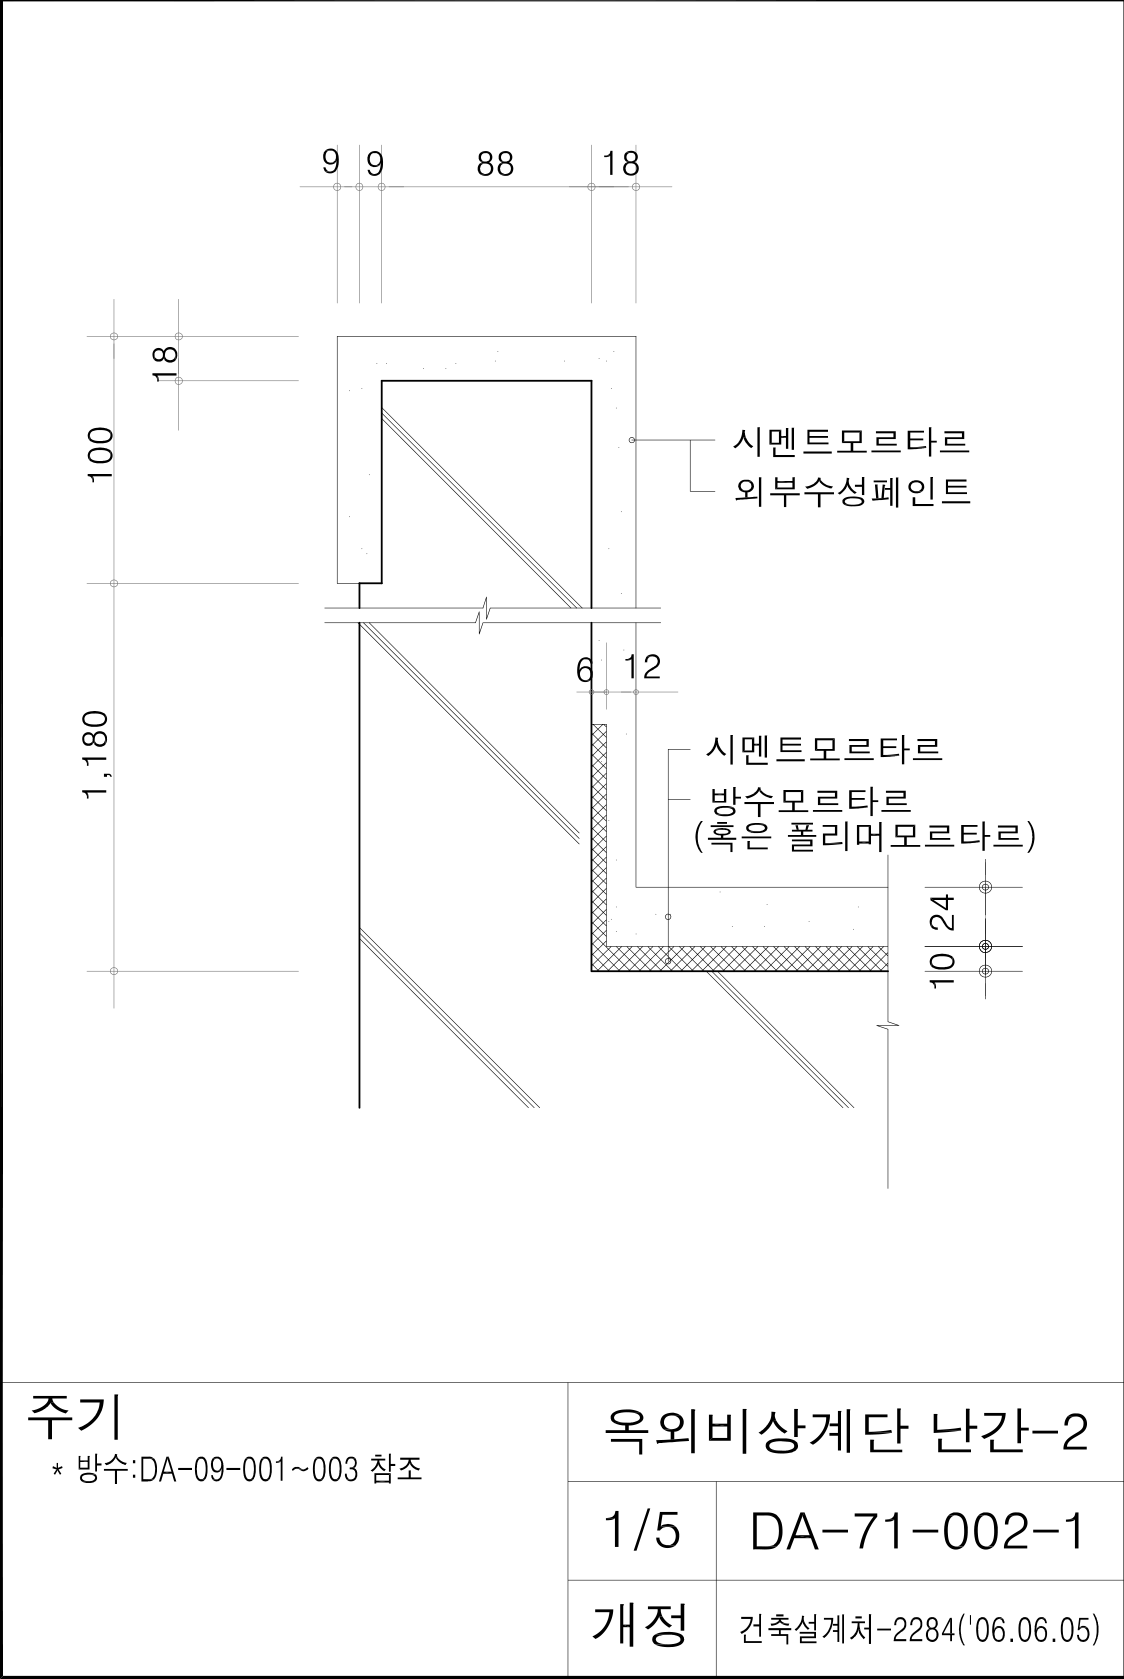 9 9 88 18
18
100
시멘트모르타르
외부수성페인트
6 12
1,180
시멘트모르타르
방수모르타르
(혹은 폴리머모르타르)
24
10
주기
* 방수:DA-09-001~003 참조
옥외비상계단 난간-2
1/5 DA-71-002-1
개정 건축설계처-2284('06.06.05)